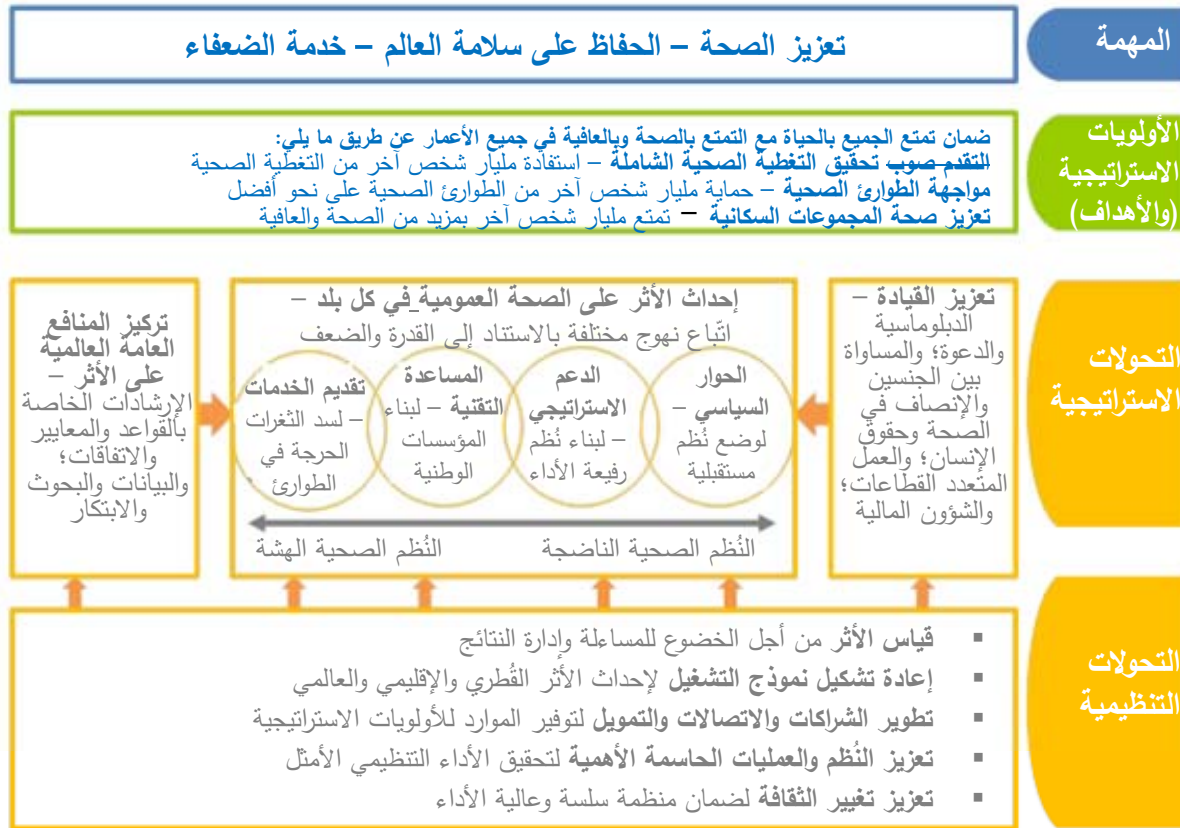 المهمة
تعزيز الصحة – الحفاظ على سلامة العالم – خدمة الضعفاء
الأولويات
الاستراتيجية
(والأهداف)
ضمان تمتع الجميع بالحياة مع التمتع بالصحة وبالعافية في جميع الأعمار عن طريق ما يلي:
التقدم صوب تحقيق التغطية الصحية الشاملة – استفادة مليار شخص آخر من التغطية الصحية
مواجهة الطوارئ الصحية – حماية مليار شخص آخر من الطوارئ الصحية على نحو أفضل
تعزيز صحة المجموعات السكانية – تمتع مليار شخص آخر بمزيد من الصحة والعافية
التحولات
الاستراتيجية
تعزيز القيادة –
الدبلوماسية
والدعوة؛ والمساواة
بين الجنسين
والإنصاف في
الصحة وحقوق
الإنسان؛ والعمل
المتعدد القطاعات؛
والشؤون المالية
إحداث الأثر على الصحة العمومية في كل بلد –
اتّباع نهوج مختلفة بالاستناد إلى القدرة والضعف
الحوار
السياسي –
لوضع نُظم
مستقبلية
الدعم
الاستراتيجي
– لبناء نُظم
رفيعة الأداء
المساعدة
التقنية – لبناء
المؤسسات
الوطنية
تقديم الخدمات
– لسد الثغرات
الحرجة في
الطوارئ
النُظم الصحية الناضجة
النُظم الصحية الهشة
تركيز المنافع
العامة العالمية
على الأثر –
الإرشادات الخاصة
بالقواعد والمعايير
والاتفاقات؛
والبيانات والبحوث
والابتكار
التحولات
التنظيمية
▪ قياس الأثر من أجل الخضوع للمساءلة وإدارة النتائج
▪ إعادة تشكيل نموذج التشغيل لإحداث الأثر القُطري والإقليمي والعالمي
▪ تطوير الشراكات والاتصالات والتمويل لتوفير الموارد للأولويات الاستراتيجية
▪ تعزيز النُظم والعمليات الحاسمة الأهمية لتحقيق الأداء التنظيمي الأمثل
▪ تعزيز تغيير الثقافة لضمان منظمة سلسة وعالية الأداء